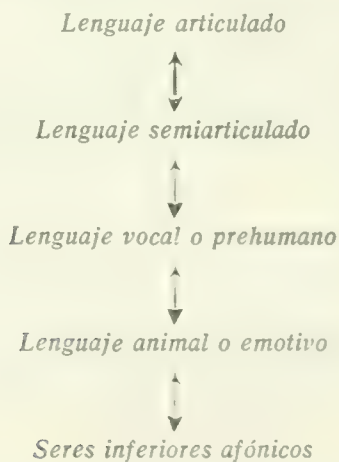 Lenguaje articulado
Lenguaje semiarticulado
Lenguaje vocal o prehumano
Lenguaje animal o emotivo
Seres inferiores afónicos